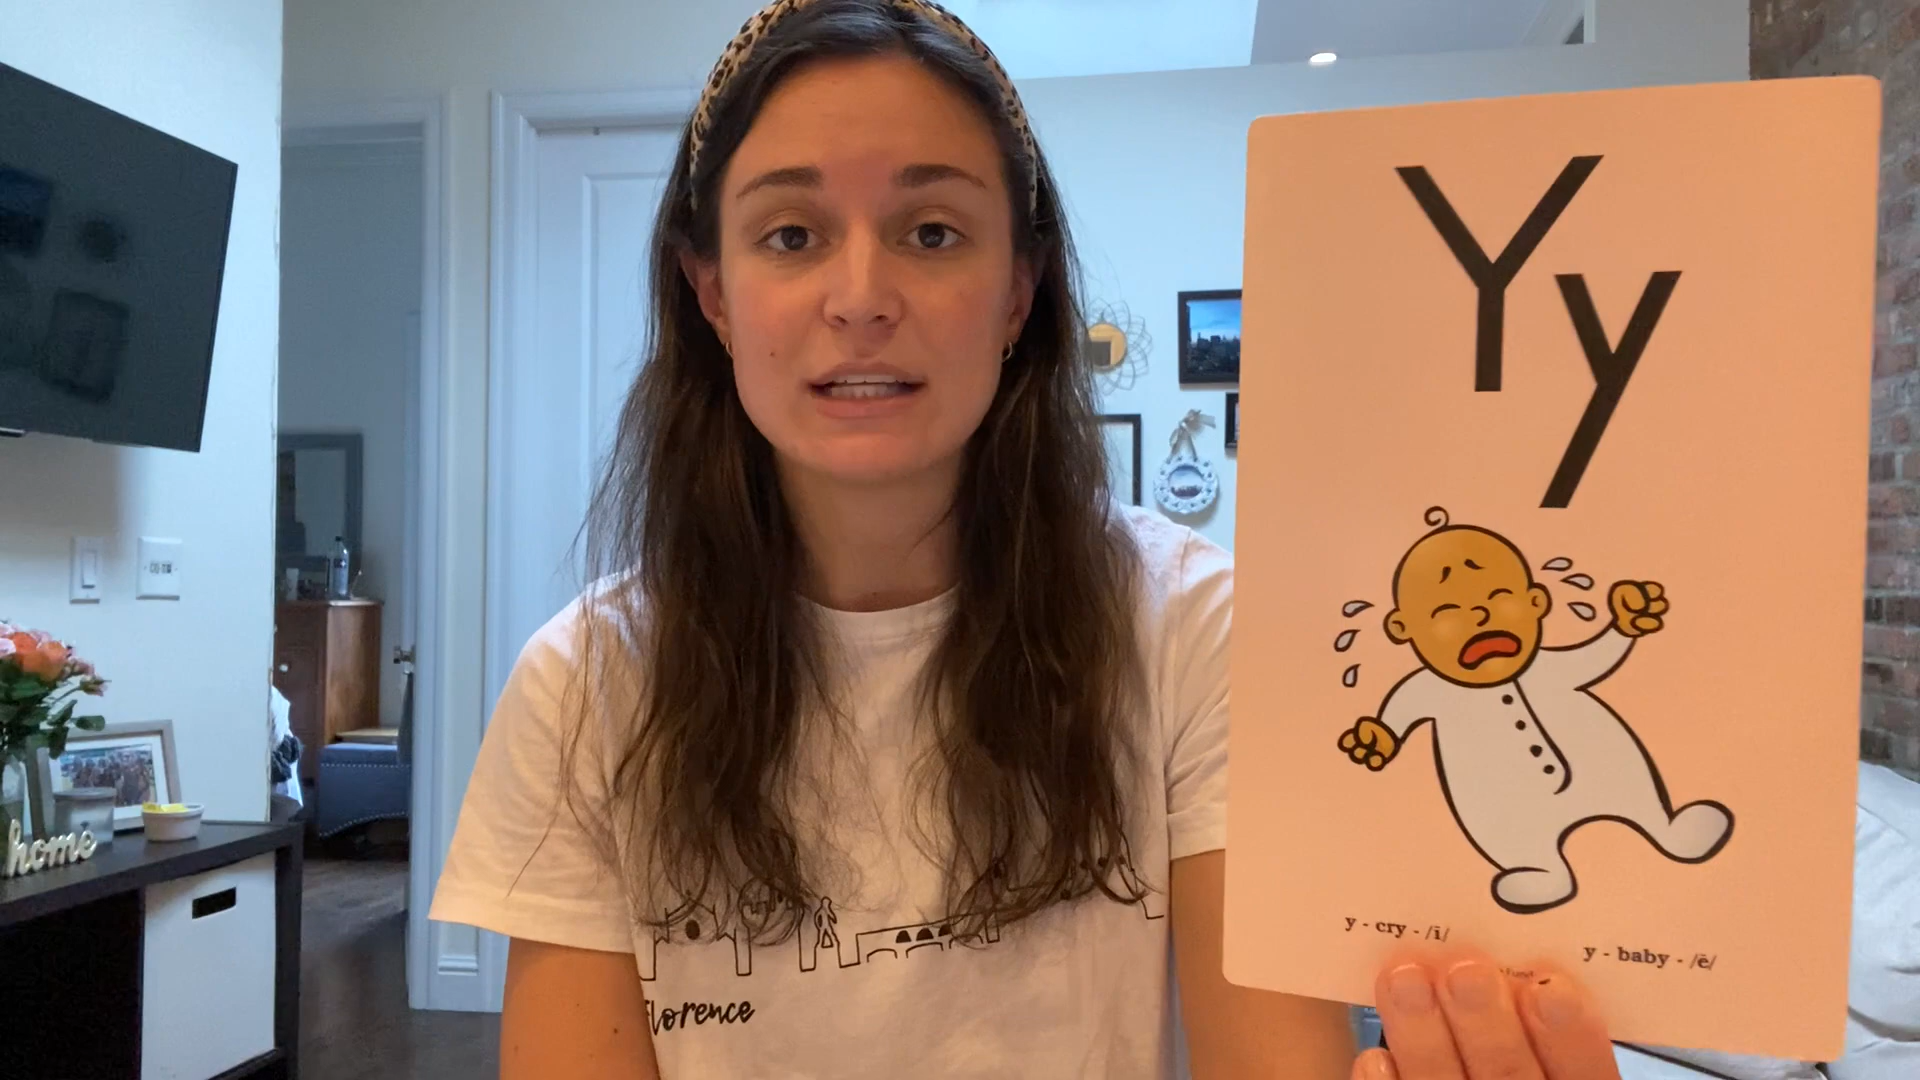 Yy
y - cry - /ī/
y - baby - /ē/
Florence
home